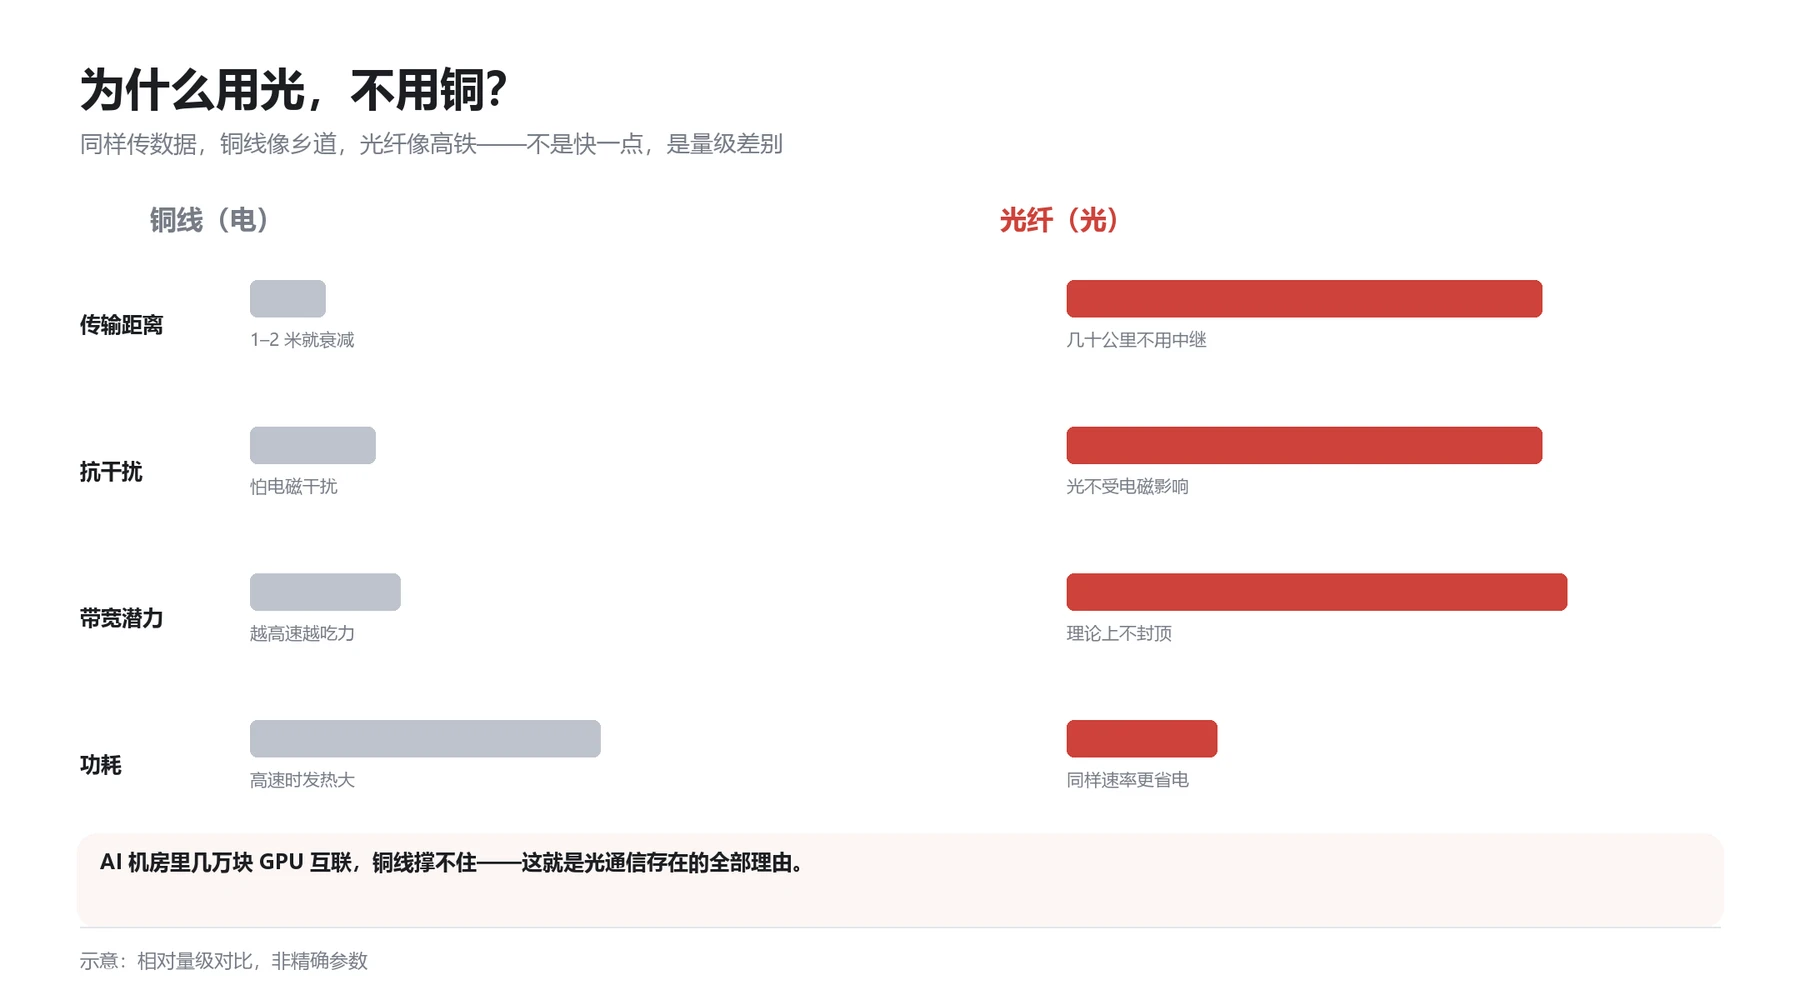 为什么用光，不用铜？
同样传数据，铜线像乡道，光纤像高铁——不是快一点，是量级差别
铜线（电）
光纤（光）
传输距离
1–2 米就衰减
几十公里不用中继
抗干扰
怕电磁干扰
光不受电磁影响
带宽潜力
越高速越吃力
理论上不封顶
功耗
高速时发热大
同样速率更省电
AI 机房里几万块 GPU 互联，铜线撑不住——这就是光通信存在的全部理由。
示意：相对量级对比，非精确参数